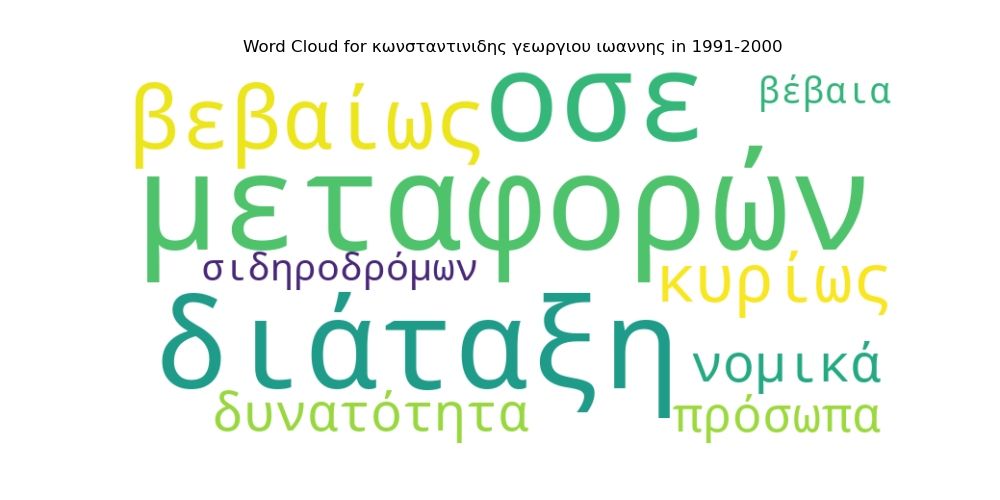 Word Cloud for κωνσταντινιδης γεωργιου ιωαννης in 1991-2000
βεβαίως οσε βέβαια
μεταφορών
σιδηροδρόμων κυρίως
διάταξη νομικά
δυνατότητα πρόσωπα